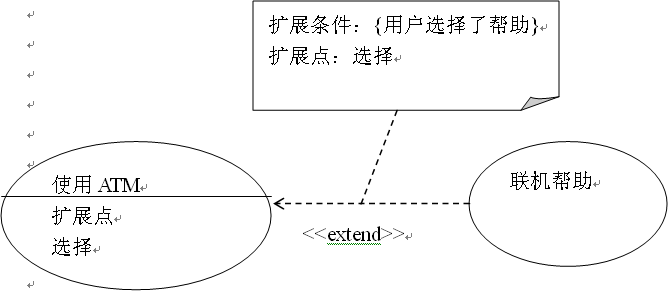 扩展条件：{用户选择了帮助}
扩展点：选择
使用 ATM
扩展点
选择
联机帮助
<<extend>>